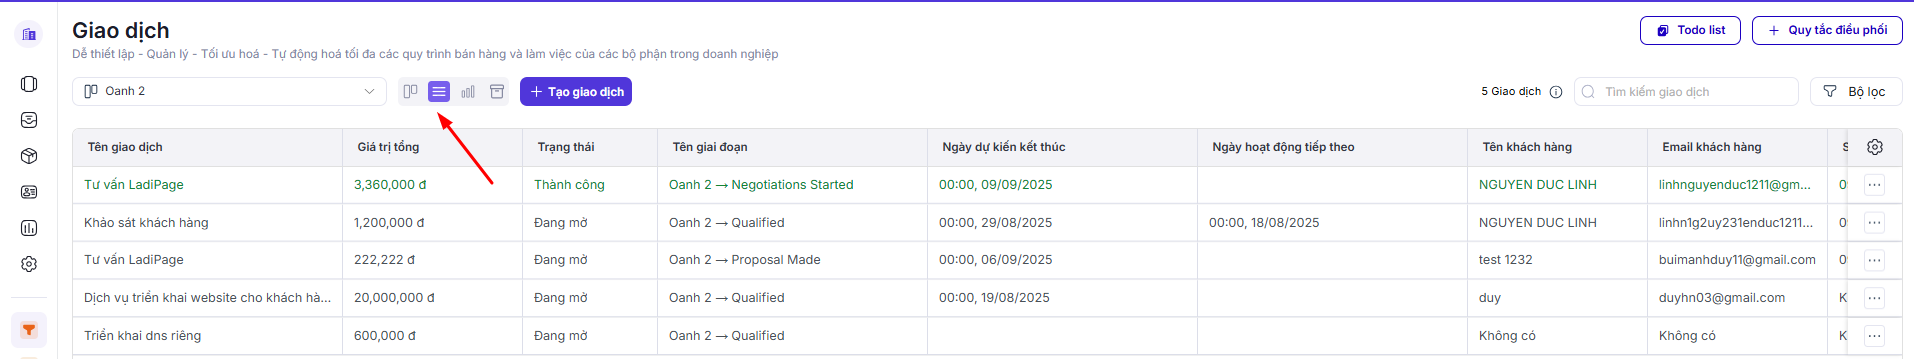 Giao dịch
Dễ thiết lập - Quản lý - Tối ưu hoá - Tự động hoá tối đa các quy trình bán hàng và làm việc của các bộ phận trong doanh nghiệp
Todo list
+ Quy tắc điều phối
Oanh 2
+ Tạo giao dịch
5 Giao dịch
Tìm kiếm giao dịch
Bộ lọc
Tên giao dịch Giá trị tổng Trạng thái Tên giai đoạn Ngày dự kiến kết thúc Ngày hoạt động tiếp theo Tên khách hàng Email khách hàng S
Tư vấn LadiPage 3,360,000 đ Thành công Oanh 2 → Negotiations Started 00:00, 09/09/2025 NGUYEN DUC LINH linhnguyenduc1211@gm... 0
Khảo sát khách hàng 1,200,000 đ Đang mở Oanh 2 → Qualified 00:00, 29/08/2025 00:00, 18/08/2025 NGUYEN DUC LINH linhn1g2uy231enduc1211... 0
Tư vấn LadiPage 222,222 đ Đang mở Oanh 2 → Proposal Made 00:00, 06/09/2025 test 1232 buimanhduy11@gmail.com 0
Dịch vụ triển khai website cho khách hà... 20,000,000 đ Đang mở Oanh 2 → Qualified 00:00, 19/08/2025 duy duyhn03@gmail.com K
Triển khai dns riêng 600,000 đ Đang mở Oanh 2 → Qualified Không có Không có K